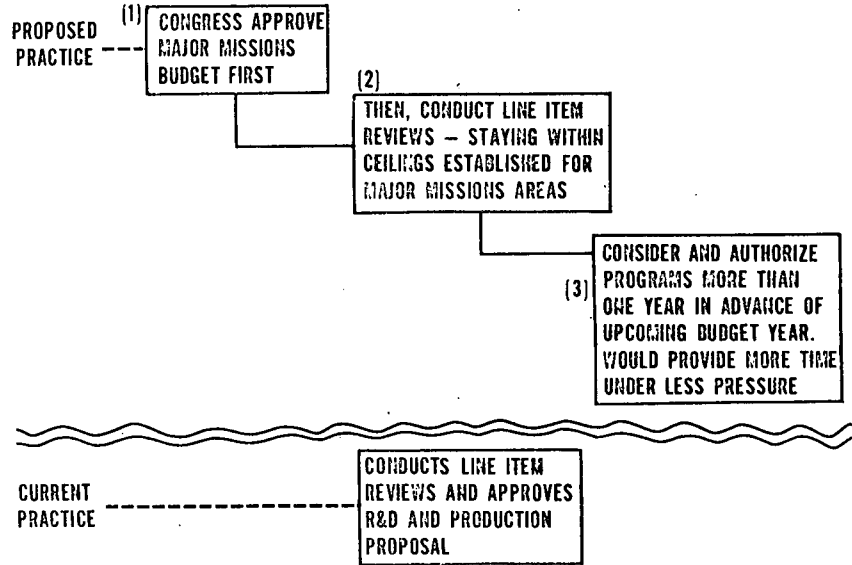 PROPOSED
PRACTICE
(1)
CONGRESS APPROVE
MAJOR MISSIONS
BUDGET FIRST
(2)
THEN, CONDUCT LINE ITEM
REVIEWS – STAYING WITHIN
CEILINGS ESTABLISHED FOR
MAJOR MISSIONS AREAS
(3)
CONSIDER AND AUTHORIZE
PROGRAMS MORE THAN
ONE YEAR IN ADVANCE OF
UPCOMING BUDGET YEAR.
WOULD PROVIDE MORE TIME
UNDER LESS PRESSURE
CURRENT
PRACTICE
CONDUCTS LINE ITEM
REVIEWS AND APPROVES
R&D AND PRODUCTION
PROPOSAL